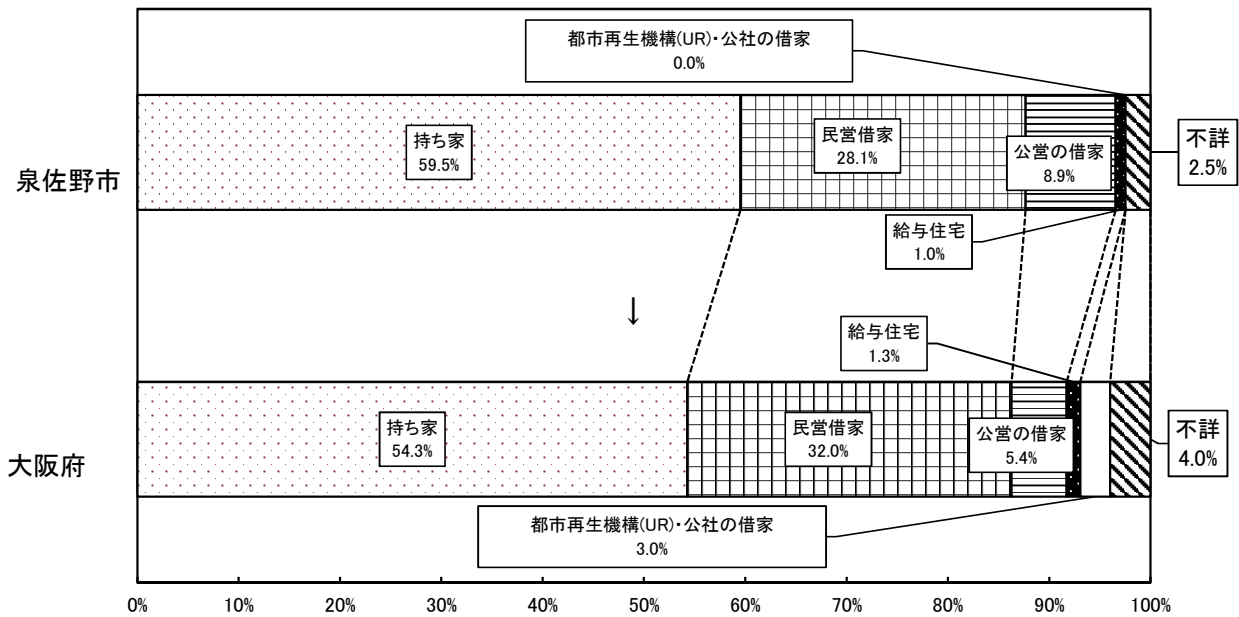 都市再生機構(UR)・公社の借家
0.0%
泉佐野市
持ち家
59.5%
民営借家
28.1%
公営の借家
8.9%
不詳
2.5%
給与住宅
1.0%
↓
給与住宅
1.3%
大阪府
持ち家
54.3%
民営借家
32.0%
公営の借家
5.4%
不詳
4.0%
都市再生機構(UR)・公社の借家
3.0%
0% 10% 20% 30% 40% 50% 60% 70% 80% 90% 100%